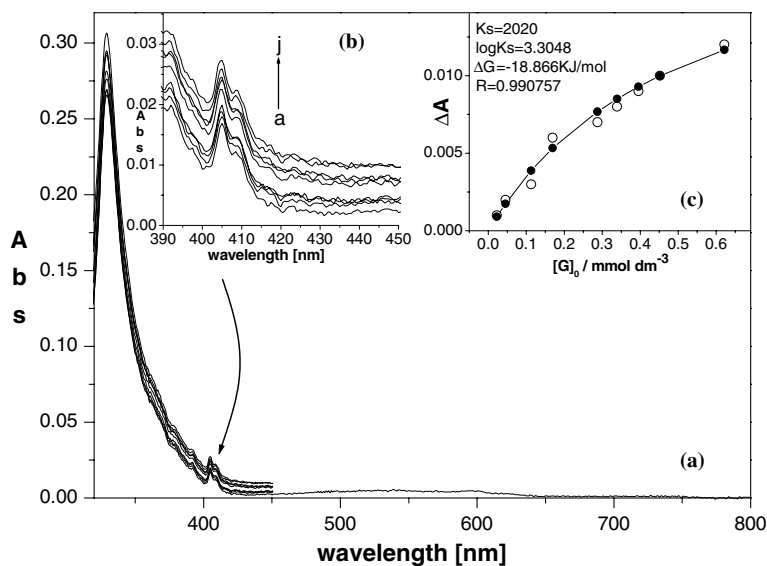 0.30
0.25
0.20
0.15
0.10
0.05
0.00
A
b
s
400
500
600
700
800
wavelength [nm]
(a)
0.03
0.02
0.01
0.00
A
b
s
390
400
410
420
430
440
450
wavelength [nm]
j
a
(b)
Ks=2020
logKs=3.3048
ΔG=-18.866KJ/mol
R=0.990757
0.010
0.005
0.000
ΔA
0.0
0.1
0.2
0.3
0.4
0.5
0.6
[G]₀ / mmol dm⁻³
(c)